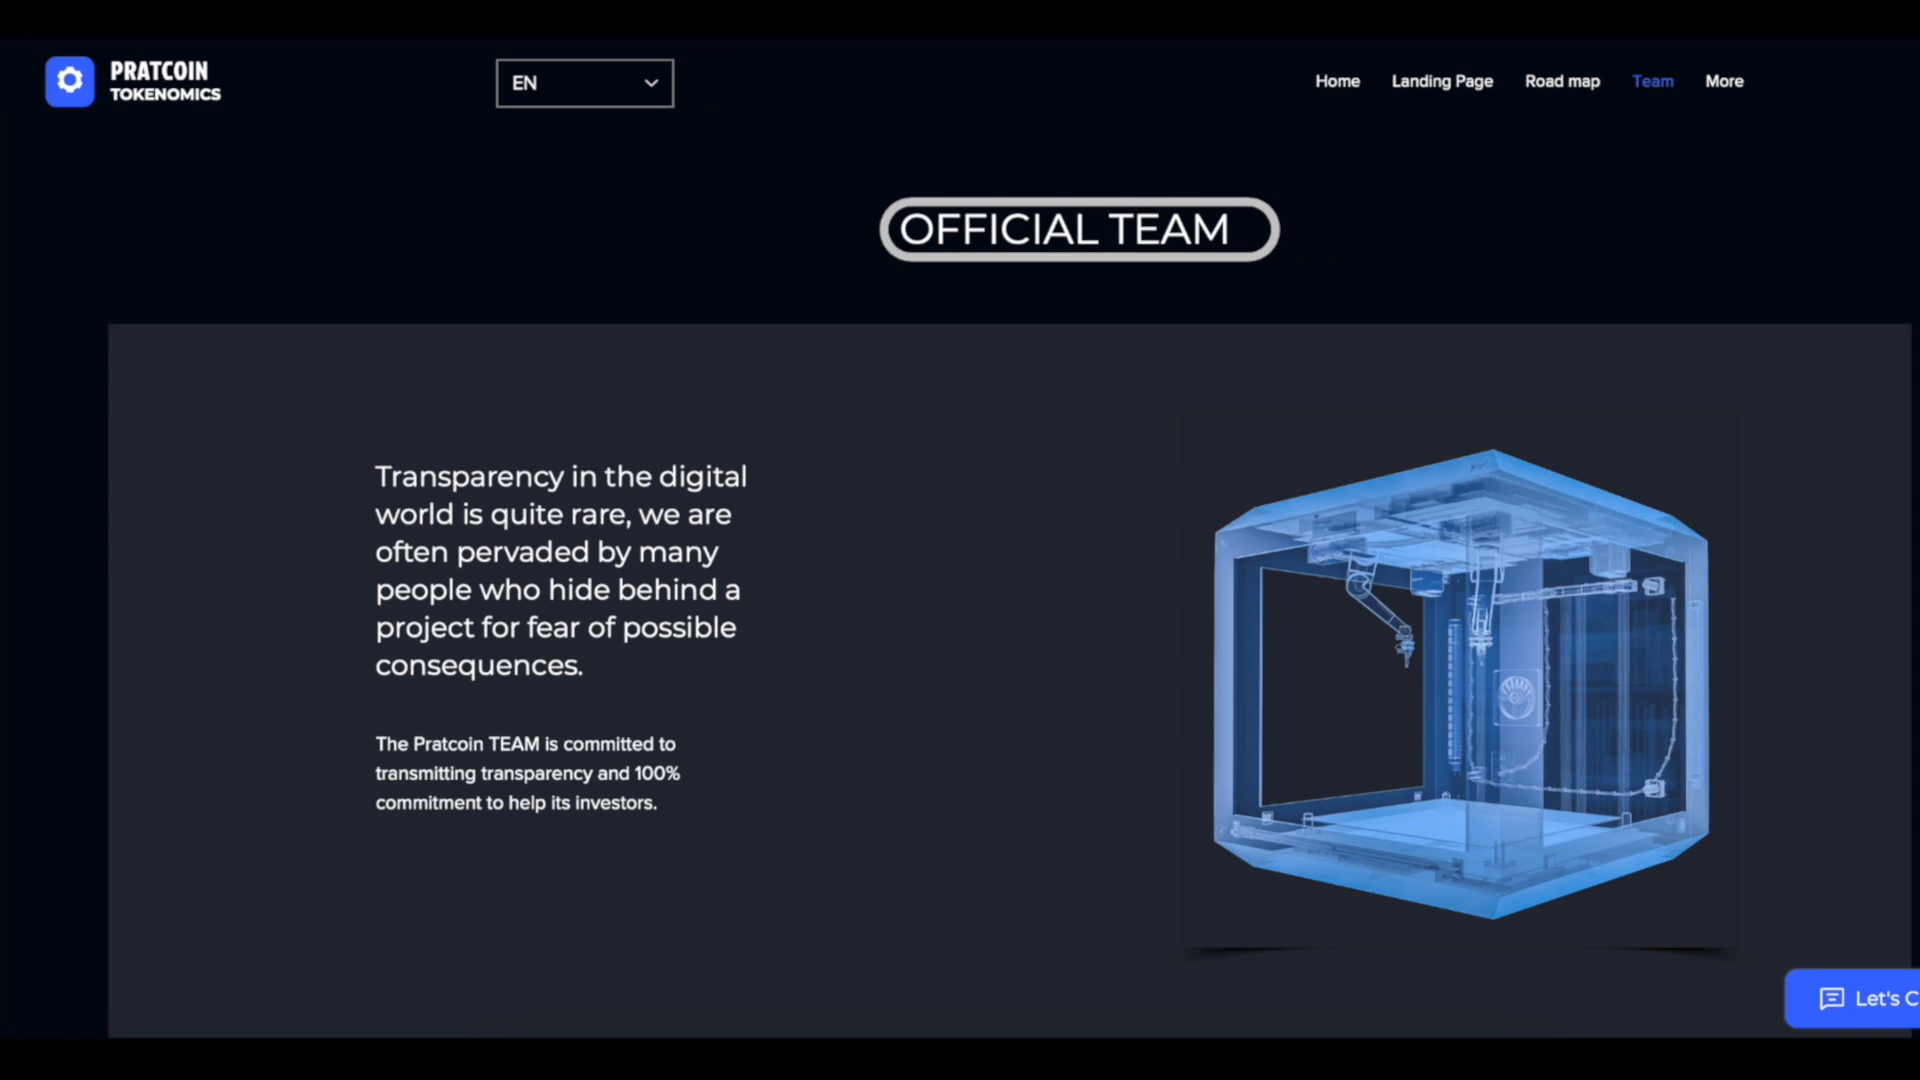 PRATCOIN
TOKENOMICS
EN
Home
Landing Page
Road map
Team
More
OFFICIAL TEAM
Transparency in the digital
world is quite rare, we are
often pervaded by many
people who hide behind a
project for fear of possible
consequences.
The Pratcoin TEAM is committed to
transmitting transparency and 100%
commitment to help its investors.
Let's C